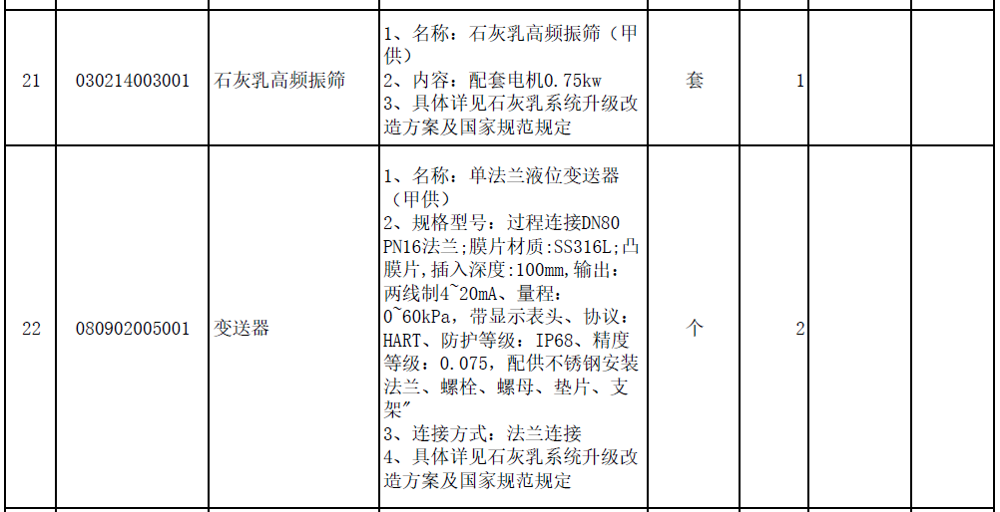 21
030214003001
石灰乳高频振筛
1、名称：石灰乳高频振筛（甲
供）
2、内容：配套电机0.75kw
3、具体详见石灰乳系统升级改
造方案及国家规范规定
套
1
22
080902005001
变送器
1、名称：单法兰液位变送器
（甲供）
2、规格型号：过程连接DN80
PN16法兰;膜片材质:SS316L;凸
膜片,插入深度:100mm,输出：
两线制4~20mA、量程：
0~60kPa，带显示表头、协议：
HART、防护等级：IP68、精度
等级：0.075，配供不锈钢安装
法兰、螺栓、螺母、垫片、支
架"
3、连接方式：法兰连接
4、具体详见石灰乳系统升级改
造方案及国家规范规定
个
2